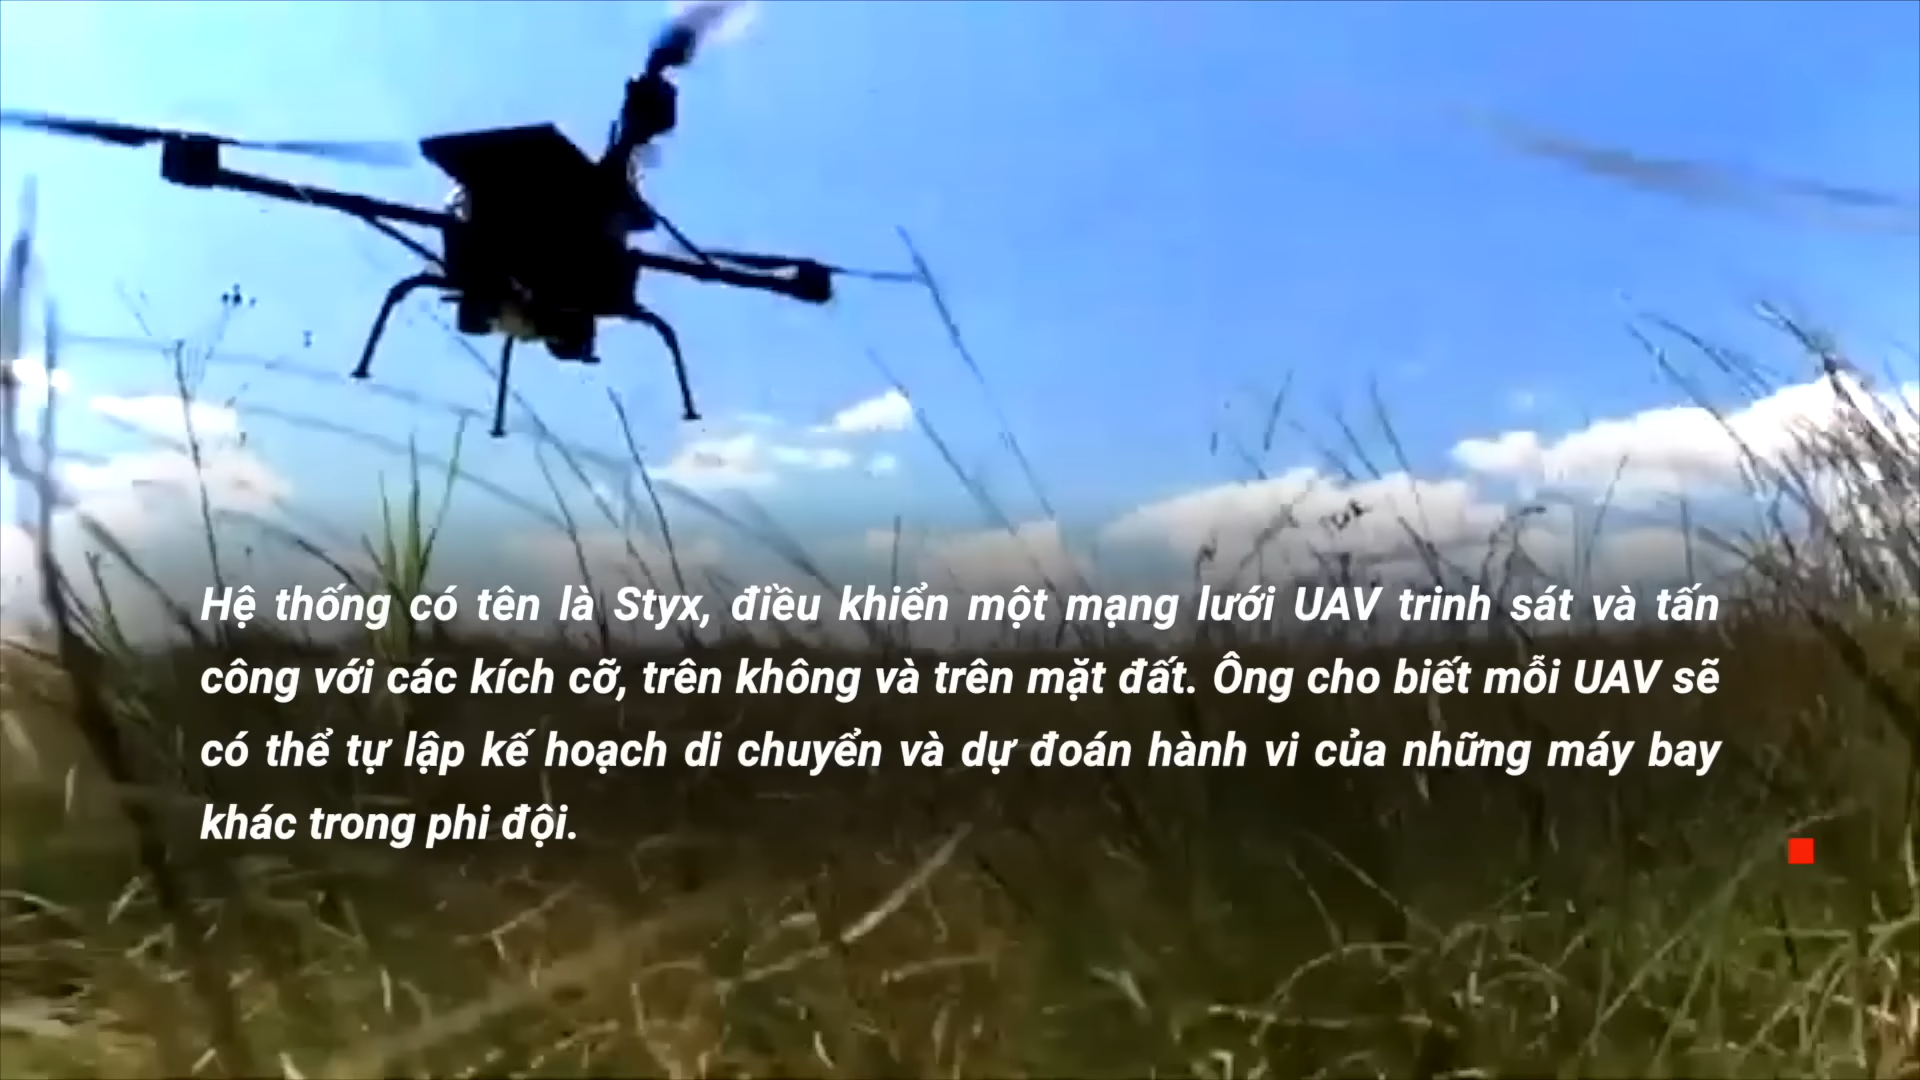 Hệ thống có tên là Styx, điều khiển một mạng lưới UAV trinh sát và tấn
công với các kích cỡ, trên không và trên mặt đất. Ông cho biết mỗi UAV sẽ
có thể tự lập kế hoạch di chuyển và dự đoán hành vi của những máy bay
khác trong phi đội.